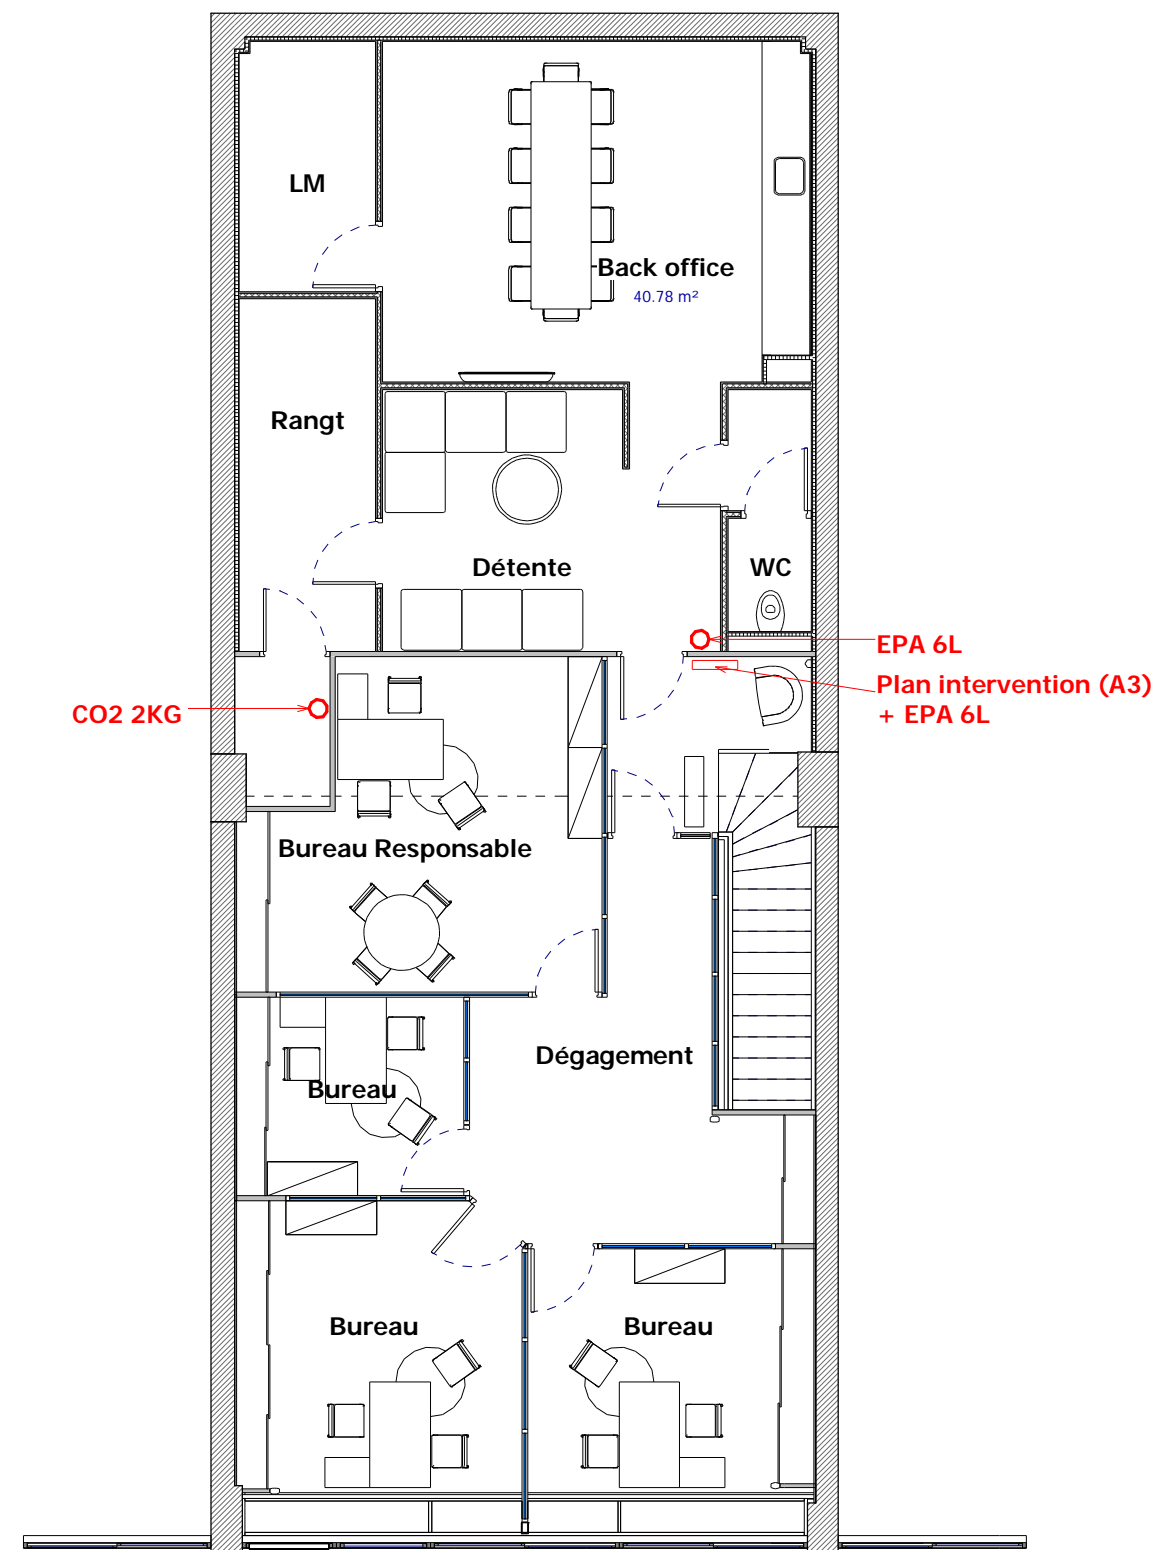 LM
Back office
40.78 m²
Rangt
Détente
WC
EPA 6L
Plan intervention (A3)
+ EPA 6L
CO2 2KG
Bureau Responsable
Dégagement
Bureau
Bureau
Bureau